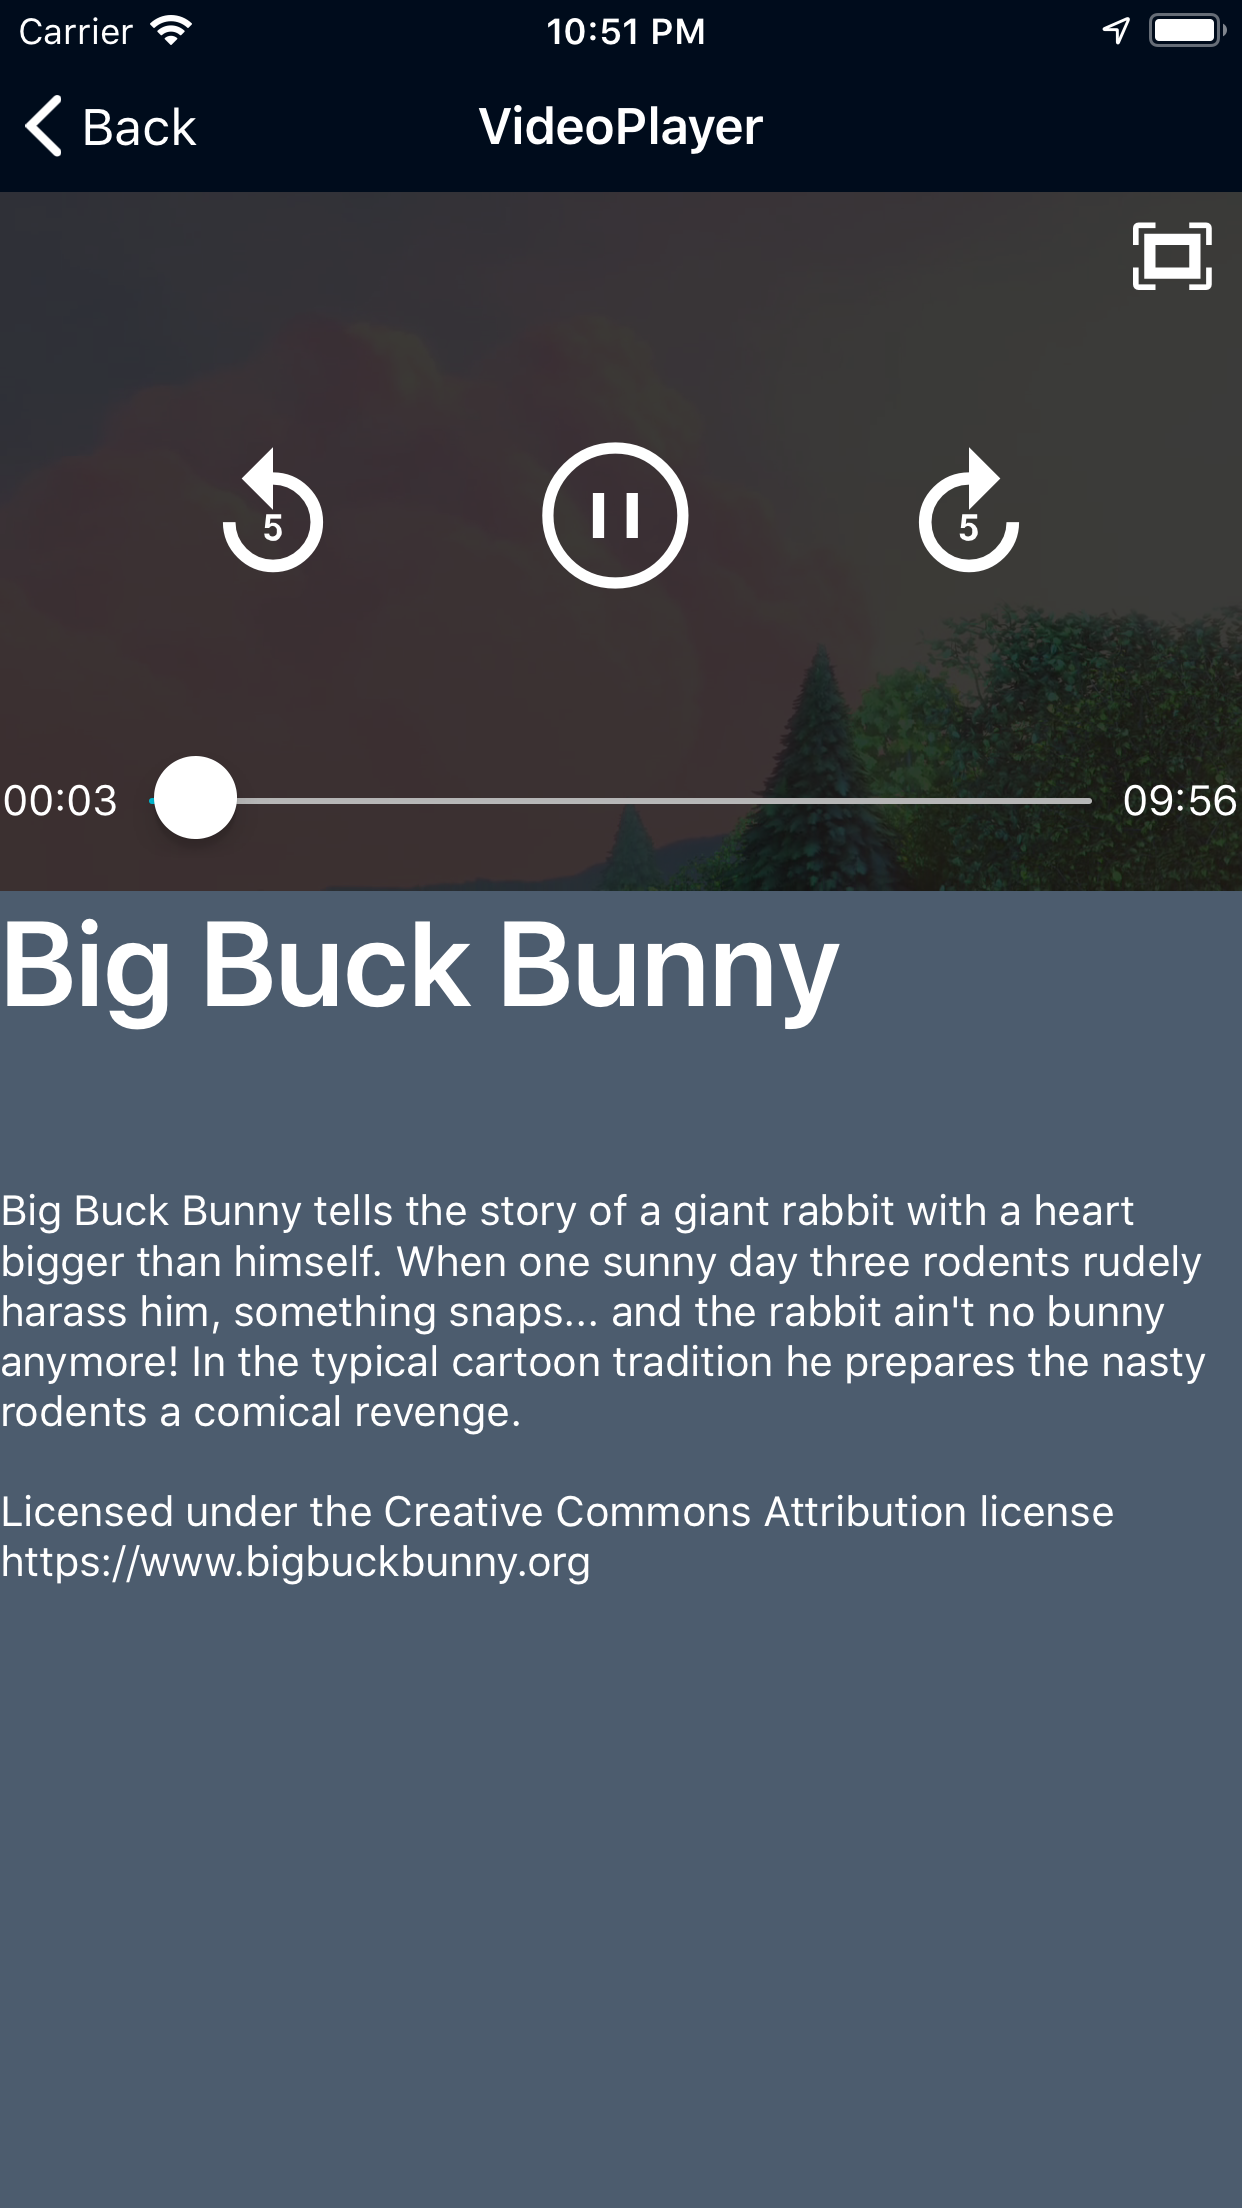 Carrier 10:51 PM
Back VideoPlayer
5 5
00:03 09:56
Big Buck Bunny
Big Buck Bunny tells the story of a giant rabbit with a heart
bigger than himself. When one sunny day three rodents rudely
harass him, something snaps... and the rabbit ain't no bunny
anymore! In the typical cartoon tradition he prepares the nasty
rodents a comical revenge.
Licensed under the Creative Commons Attribution license
https://www.bigbuckbunny.org